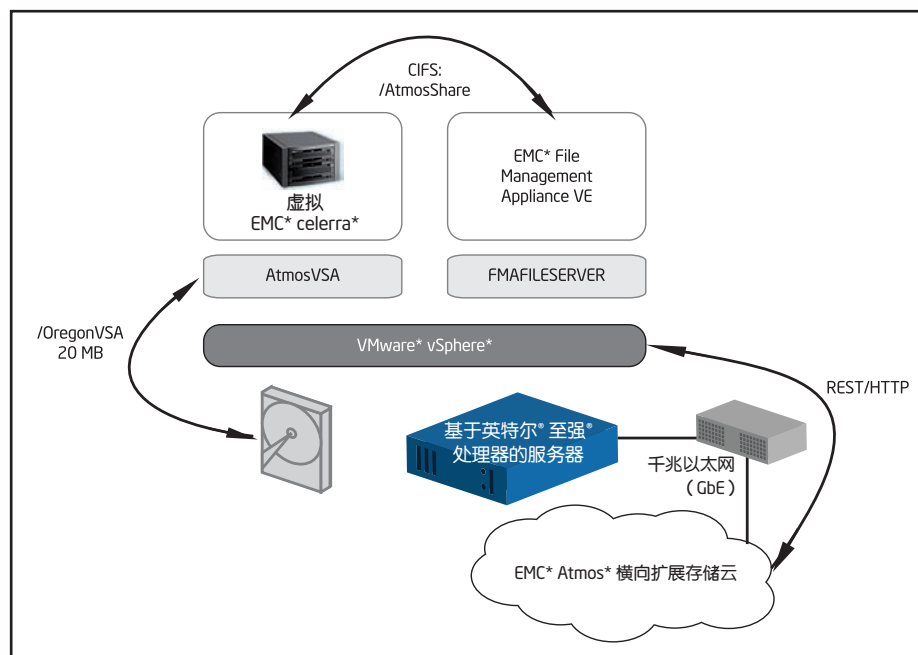 CIFS:
/AtmosShare
虚拟
EMC* celerra*
EMC* File
Management
Appliance VE
AtmosVSA
FMAFILESERVER
/OregonVSA
20 MB
VMware* vSphere*
REST/HTTP
基于英特尔® 至强®
处理器的服务器
千兆以太网
（GbE）
EMC* Atmos* 横向扩展存储云